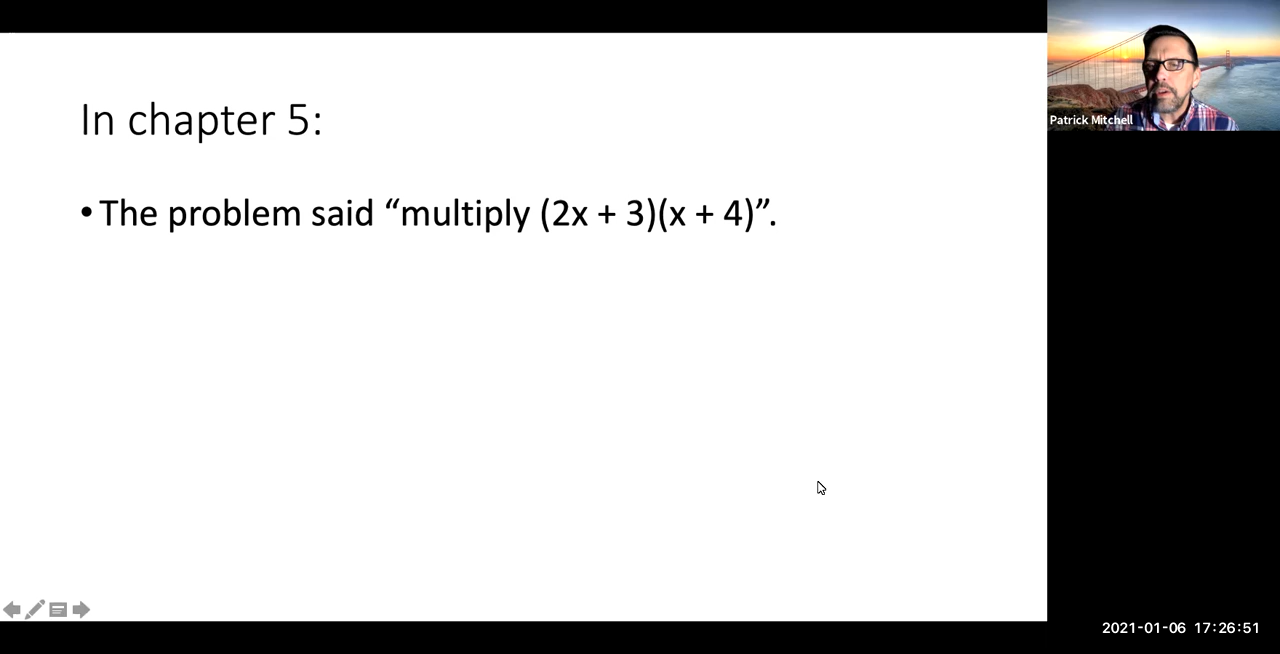 In chapter 5:
• The problem said “multiply (2x + 3)(x + 4)”.
Patrick Mitchell
2021-01-06 17:26:51